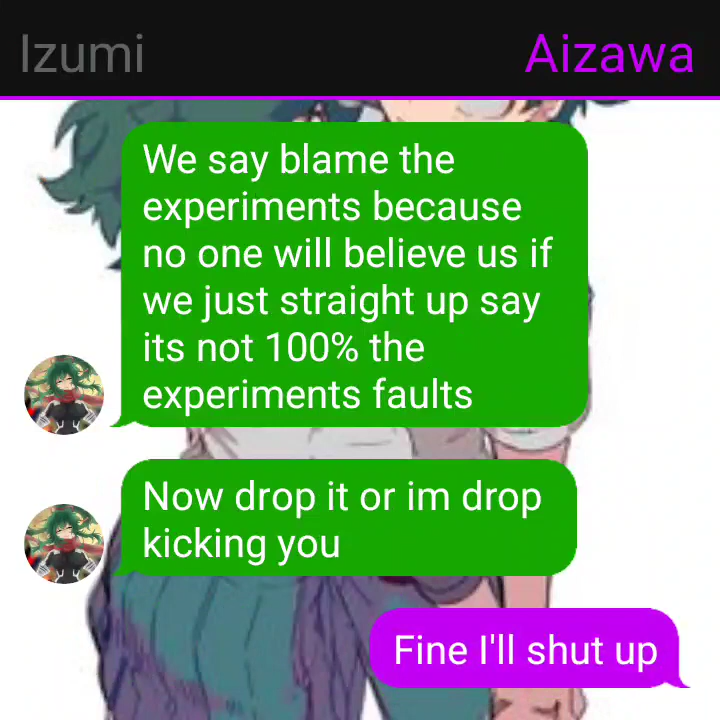 Izumi
Aizawa
We say blame the
experiments because
no one will believe us if
we just straight up say
its not 100% the
experiments faults
Now drop it or im drop
kicking you
Fine I'll shut up